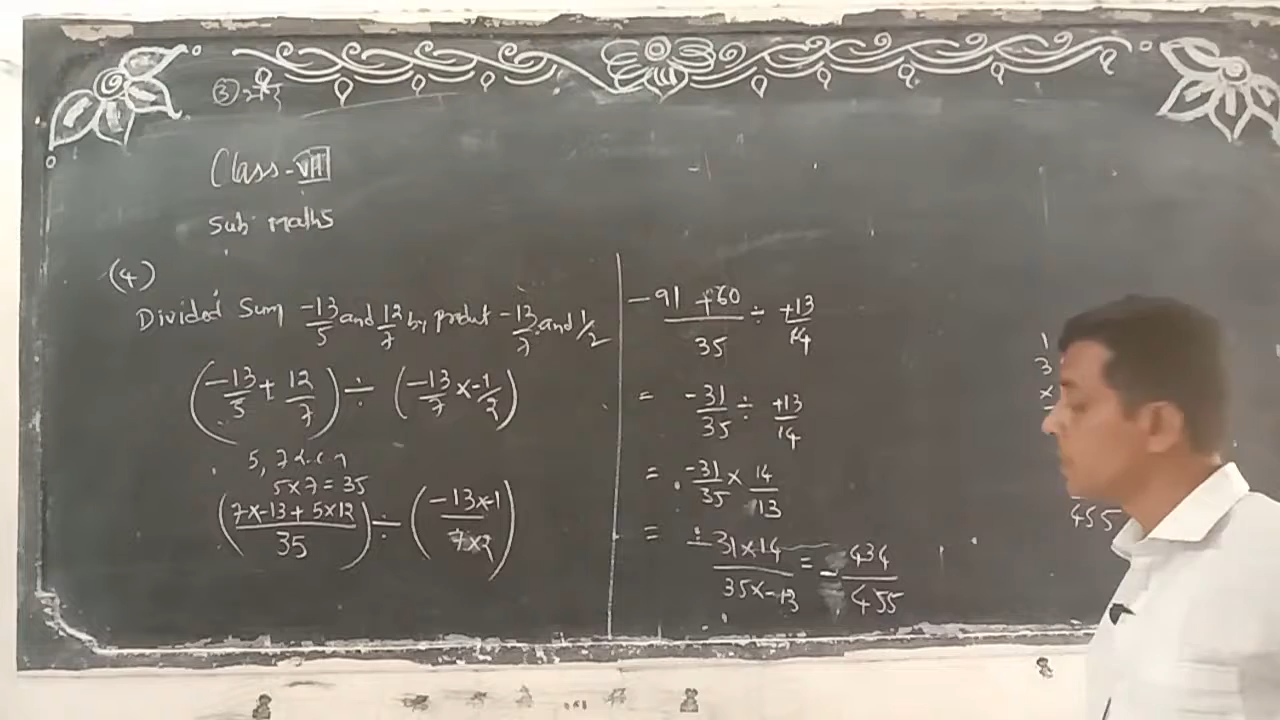 Class-VII
Sub maths
(4)
Divided Sum -13/5 and 12/7 by produt -13/7 and 1/2
(-13/5 + 12/7) ÷ (-13/7 × -1/2)
5, 7 L.C.M
5×7=35
(7×-13+5×12/35) ÷ (-13×-1/7×2)
-91+60/35 ÷ +13/14
= -31/35 ÷ +13/14
= -31/35 × 14/13
= -31×14/35×-13 = -434/455
455